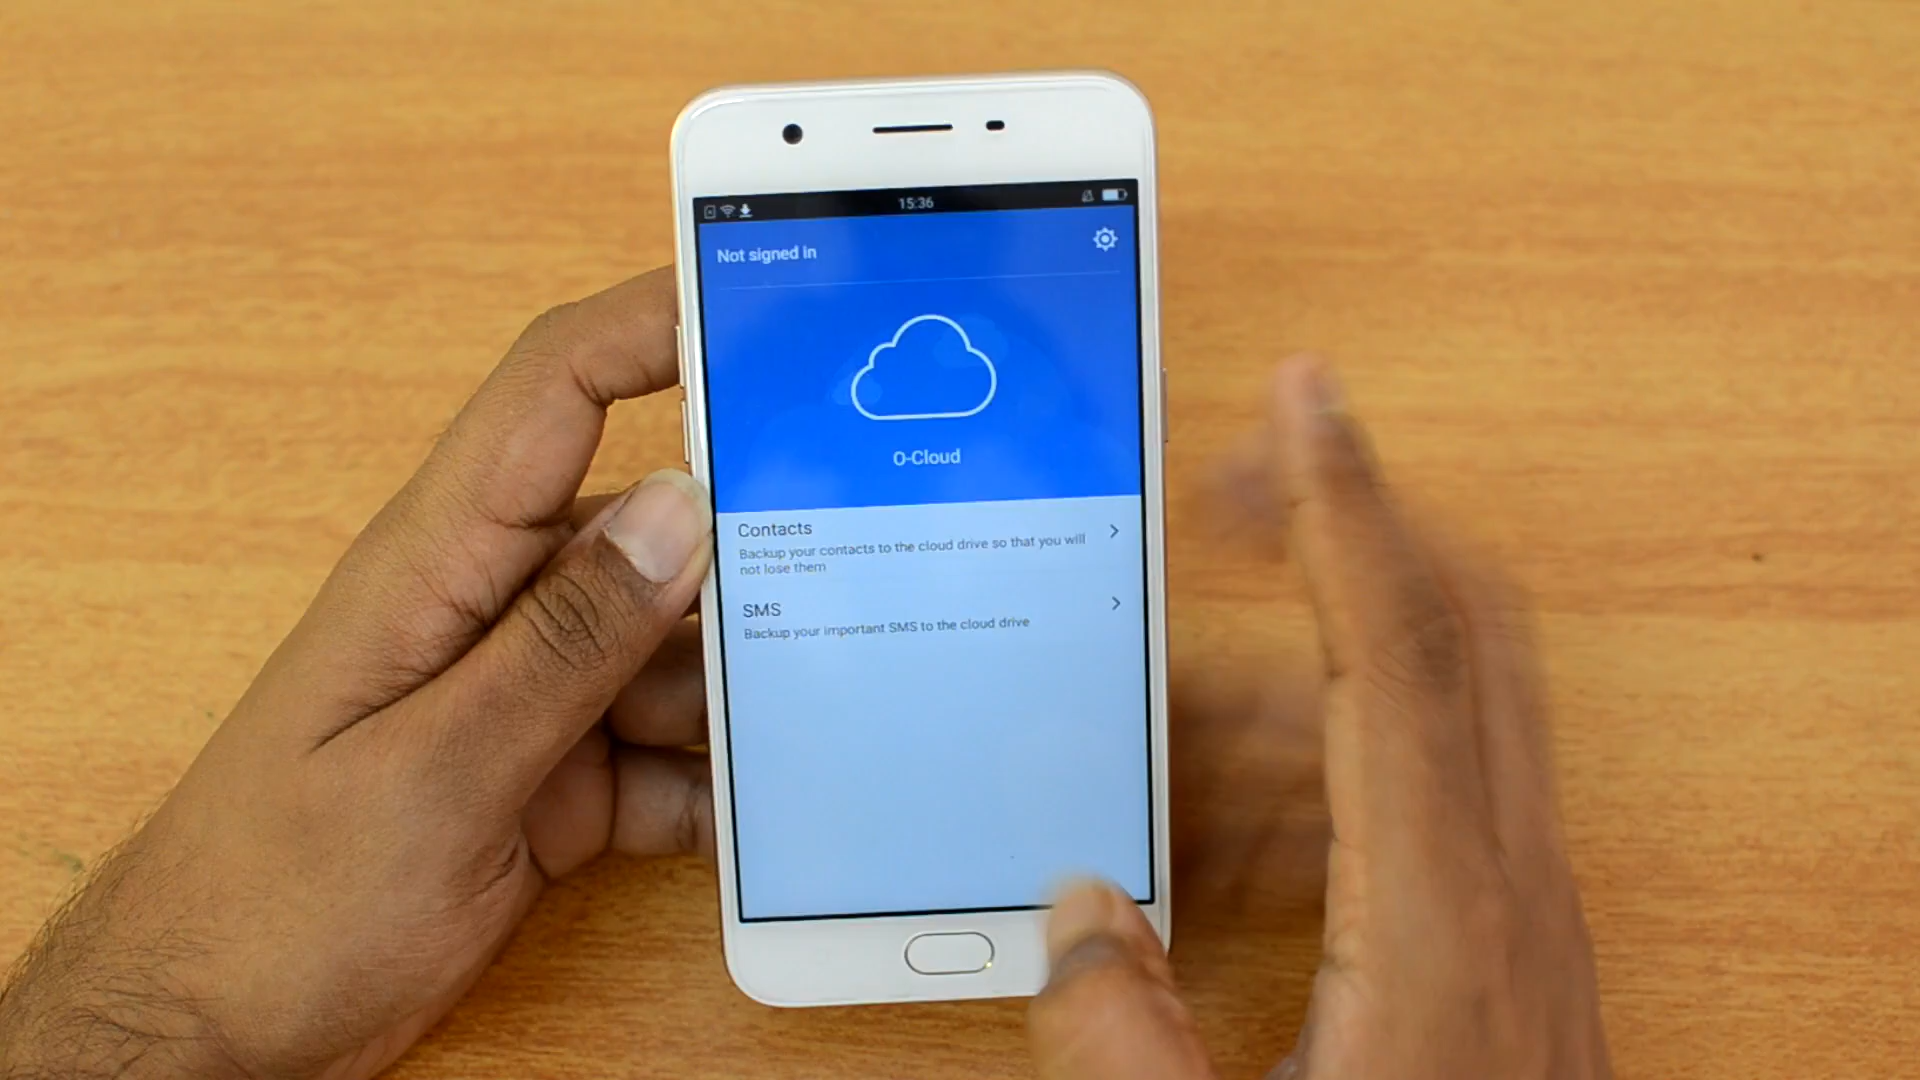 15:36
Not signed in
O-Cloud
Contacts
Backup your contacts to the cloud drive so that you will
not lose them
SMS
Backup your important SMS to the cloud drive